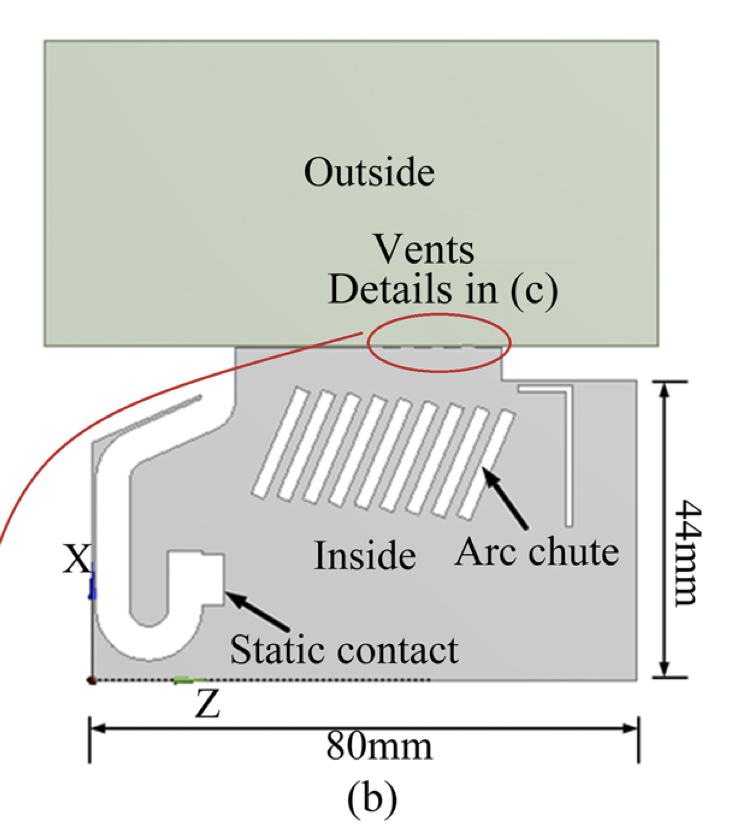 Outside
Vents
Details in (c)
44mm
X
Inside
Arc chute
Static contact
Z
80mm
(b)